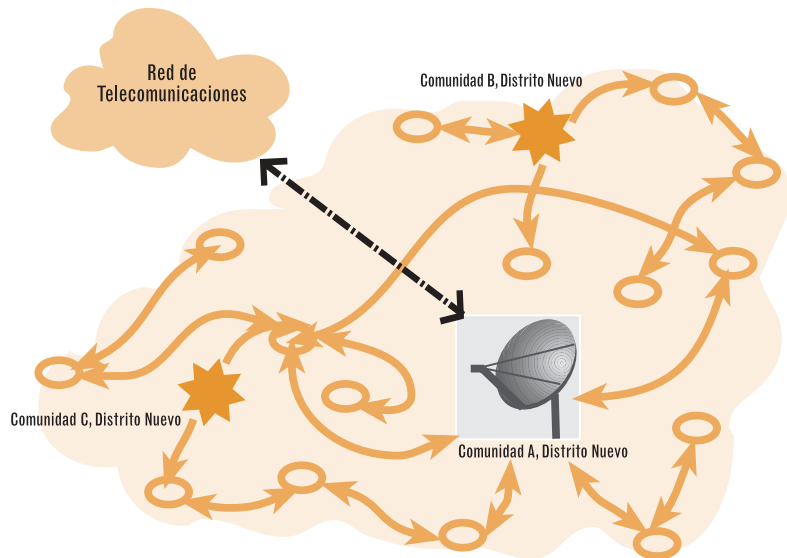 Red de
Telecomunicaciones
Comunidad B, Distrito Nuevo
Comunidad C, Distrito Nuevo
Comunidad A, Distrito Nuevo